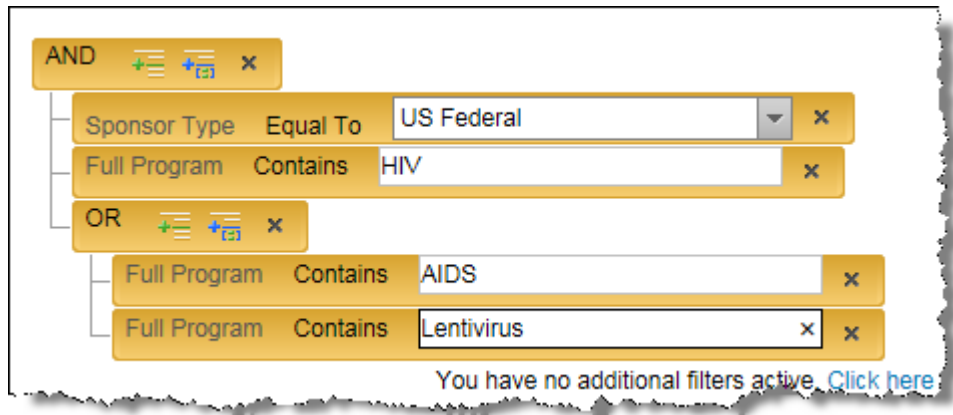 AND
Sponsor Type Equal To US Federal
Full Program Contains HIV
OR
Full Program Contains AIDS
Full Program Contains Lentivirus
You have no additional filters active. Click here